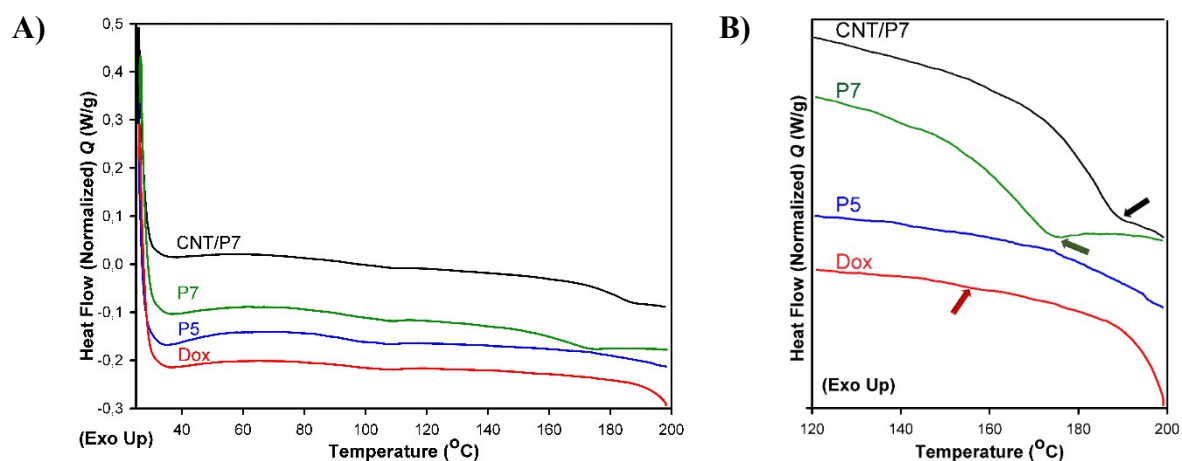 A)
Heat Flow (Normalized) Q (W/g)
0,5
0,4
0,3
0,2
0,1
0,0
-0,1
-0,2
-0,3
CNT/P7
P7
P5
Dox
40
60
80
100
120
140
160
180
200
(Exo Up)
Temperature (°C)
B)
Heat Flow (Normalized) Q (W/g)
CNT/P7
P7
P5
Dox
(Exo Up)
120
140
160
180
200
Temperature (°C)